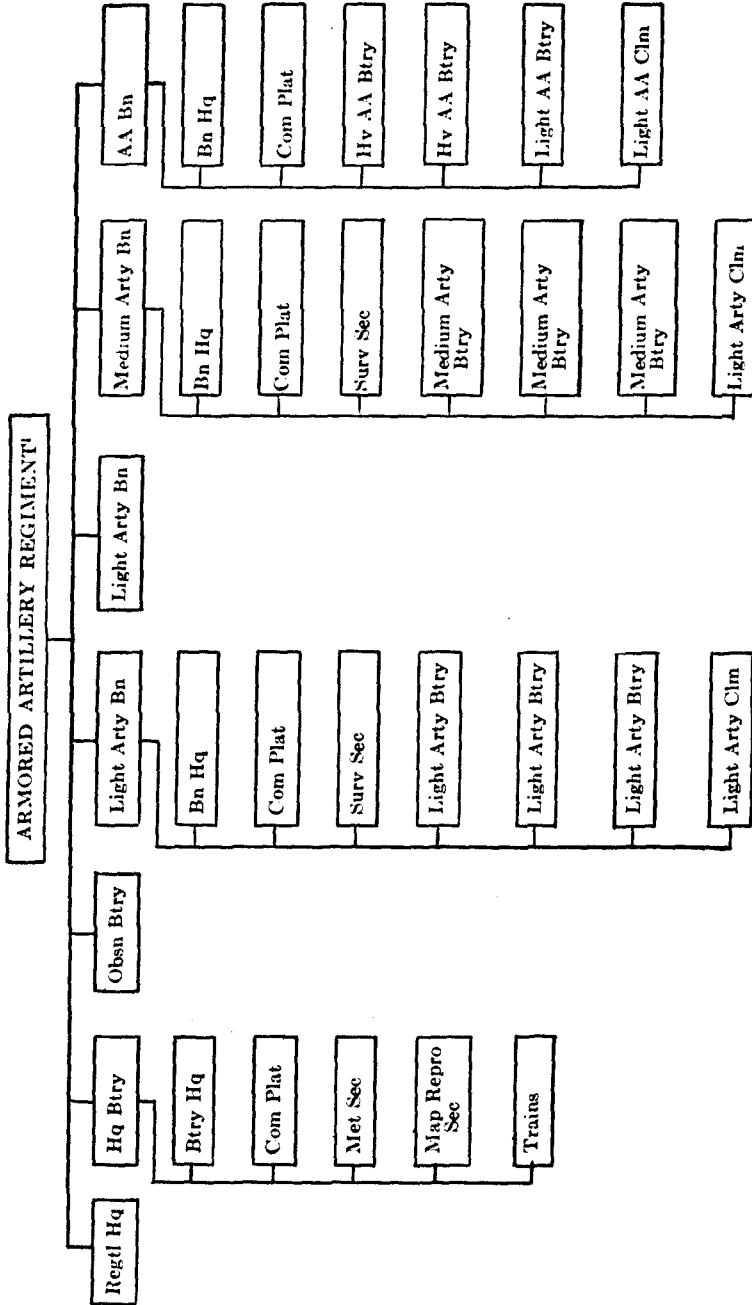 ARMORED ARTILLERY REGIMENT¹
Regtl Hq
Hq Btry
Btry Hq
Com Plat
Met Sec
Map Repro
Sec
Trains
Obsn Btry
Light Arty Bn
Bn Hq
Com Plat
Surv Sec
Light Arty Btry
Light Arty Btry
Light Arty Btry
Light Arty Clm
Light Arty Bn
Medium Arty Bn
Bn Hq
Com Plat
Surv Sec
Medium Arty
Btry
Medium Arty
Btry
Medium Arty
Btry
Light Arty Clm
AA Bn
Bn Hq
Com Plat
Hv AA Btry
Hv AA Btry
Light AA Btry
Light AA Clm